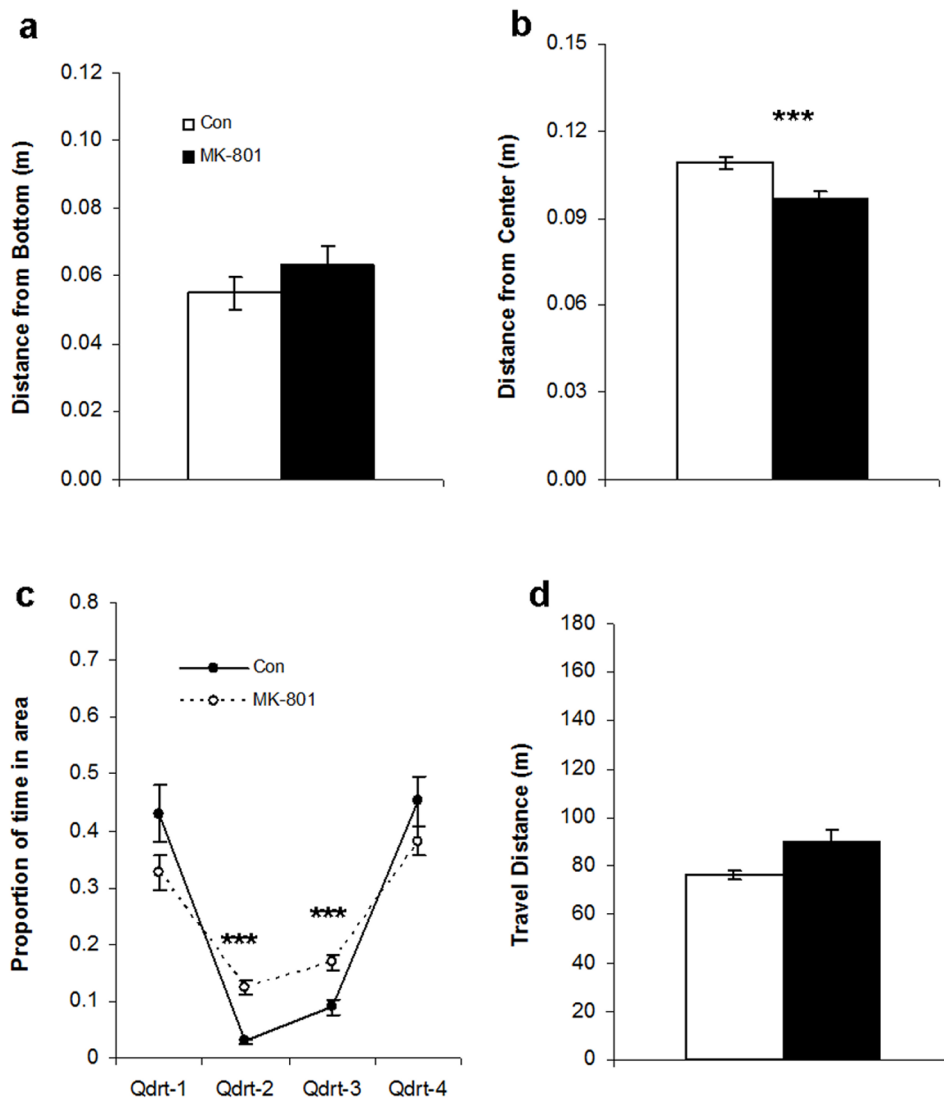 a
Distance from Bottom (m)
0.12
0.10
0.08
0.06
0.04
0.02
0.00
Con
MK-801
b
Distance from Center (m)
0.15
0.12
0.09
0.06
0.03
0.00
***
c
Proportion of time in area
0.8
0.7
0.6
0.5
0.4
0.3
0.2
0.1
0
Con
MK-801
***
***
Qdrt-1 Qdrt-2 Qdrt-3 Qdrt-4
d
Travel Distance (m)
180
160
140
120
100
80
60
40
20
0